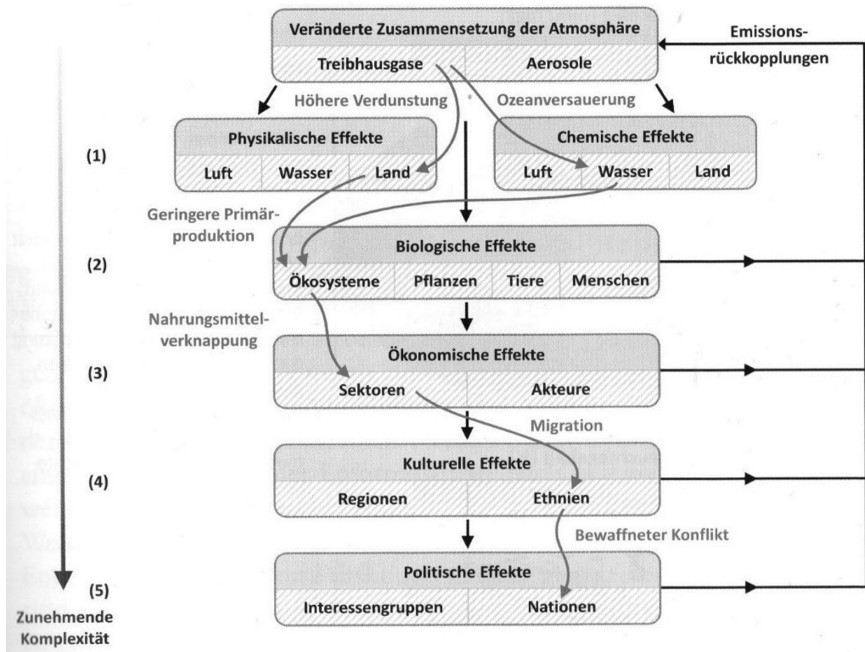 Veränderte Zusammensetzung der Atmosphäre
Treibhausgase Aerosole
Emissions-
rückkopplungen
Höhere Verdunstung Ozeanversauerung
(1)
Physikalische Effekte
Luft Wasser Land
Chemische Effekte
Luft Wasser Land
Geringere Primär-
produktion
(2)
Biologische Effekte
Ökosysteme Pflanzen Tiere Menschen
Nahrungsmittel-
verknappung
(3)
Ökonomische Effekte
Sektoren Akteure
Migration
(4)
Kulturelle Effekte
Regionen Ethnien
Bewaffneter Konflikt
(5)
Politische Effekte
Interessengruppen Nationen
Zunehmende
Komplexität